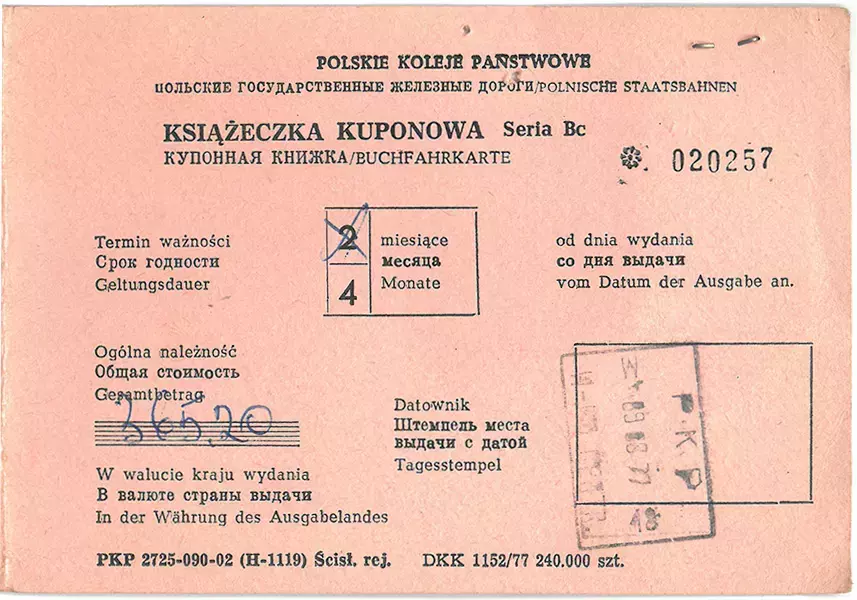 POLSKIE KOLEJE PAŃSTWOWE
ПОЛЬСКИЕ ГОСУДАРСТВЕННЫЕ ЖЕЛЕЗНЫЕ ДОРОГИ/POLNISCHE STAATSBAHNEN
KSIĄŻECZKA KUPONOWA Seria Bc
КУПОННАЯ КНИЖКА/BUCHFAHRKARTE
020257
Termin ważności
Срок годности
Geltungsdauer
2
4
miesiące
месяца
Monate
od dnia wydania
со дня выдачи
vom Datum der Ausgabe an.
Ogólna należność
Общая стоимость
Gesamtbetrag
365.20
W walucie kraju wydania
В валюте страны выдачи
In der Währung des Ausgabelandes
Datownik
Штемпель места
выдачи с датой
Tagesstempel
P.K.P
48
PKP 2725-090-02 (H-1119) Ścisł. rej. DKK 1152/77 240.000 szt.